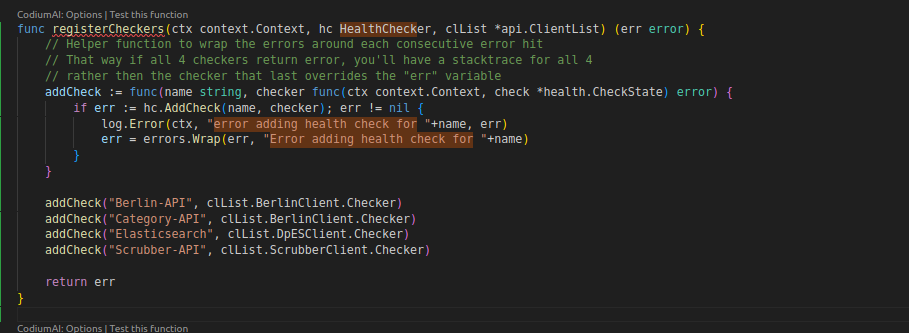 CodiumAI: Options | Test this function
func registerCheckers(ctx context.Context, hc HealthChecker, clList *api.ClientList) (err error) {
    // Helper function to wrap the errors around each consecutive error hit
    // That way if all 4 checkers return error, you'll have a stacktrace for all 4
    // rather then the checker that last overrides the "err" variable
    addCheck := func(name string, checker func(ctx context.Context, check *health.CheckState) error) {
        if err := hc.AddCheck(name, checker); err != nil {
            log.Error(ctx, "error adding health check for "+name, err)
            err = errors.Wrap(err, "Error adding health check for "+name)
        }
    }
    addCheck("Berlin-API", clList.BerlinClient.Checker)
    addCheck("Category-API", clList.BerlinClient.Checker)
    addCheck("Elasticsearch", clList.DpESClient.Checker)
    addCheck("Scrubber-API", clList.ScrubberClient.Checker)
    return err
}
CodiumAI: Options | Test this function